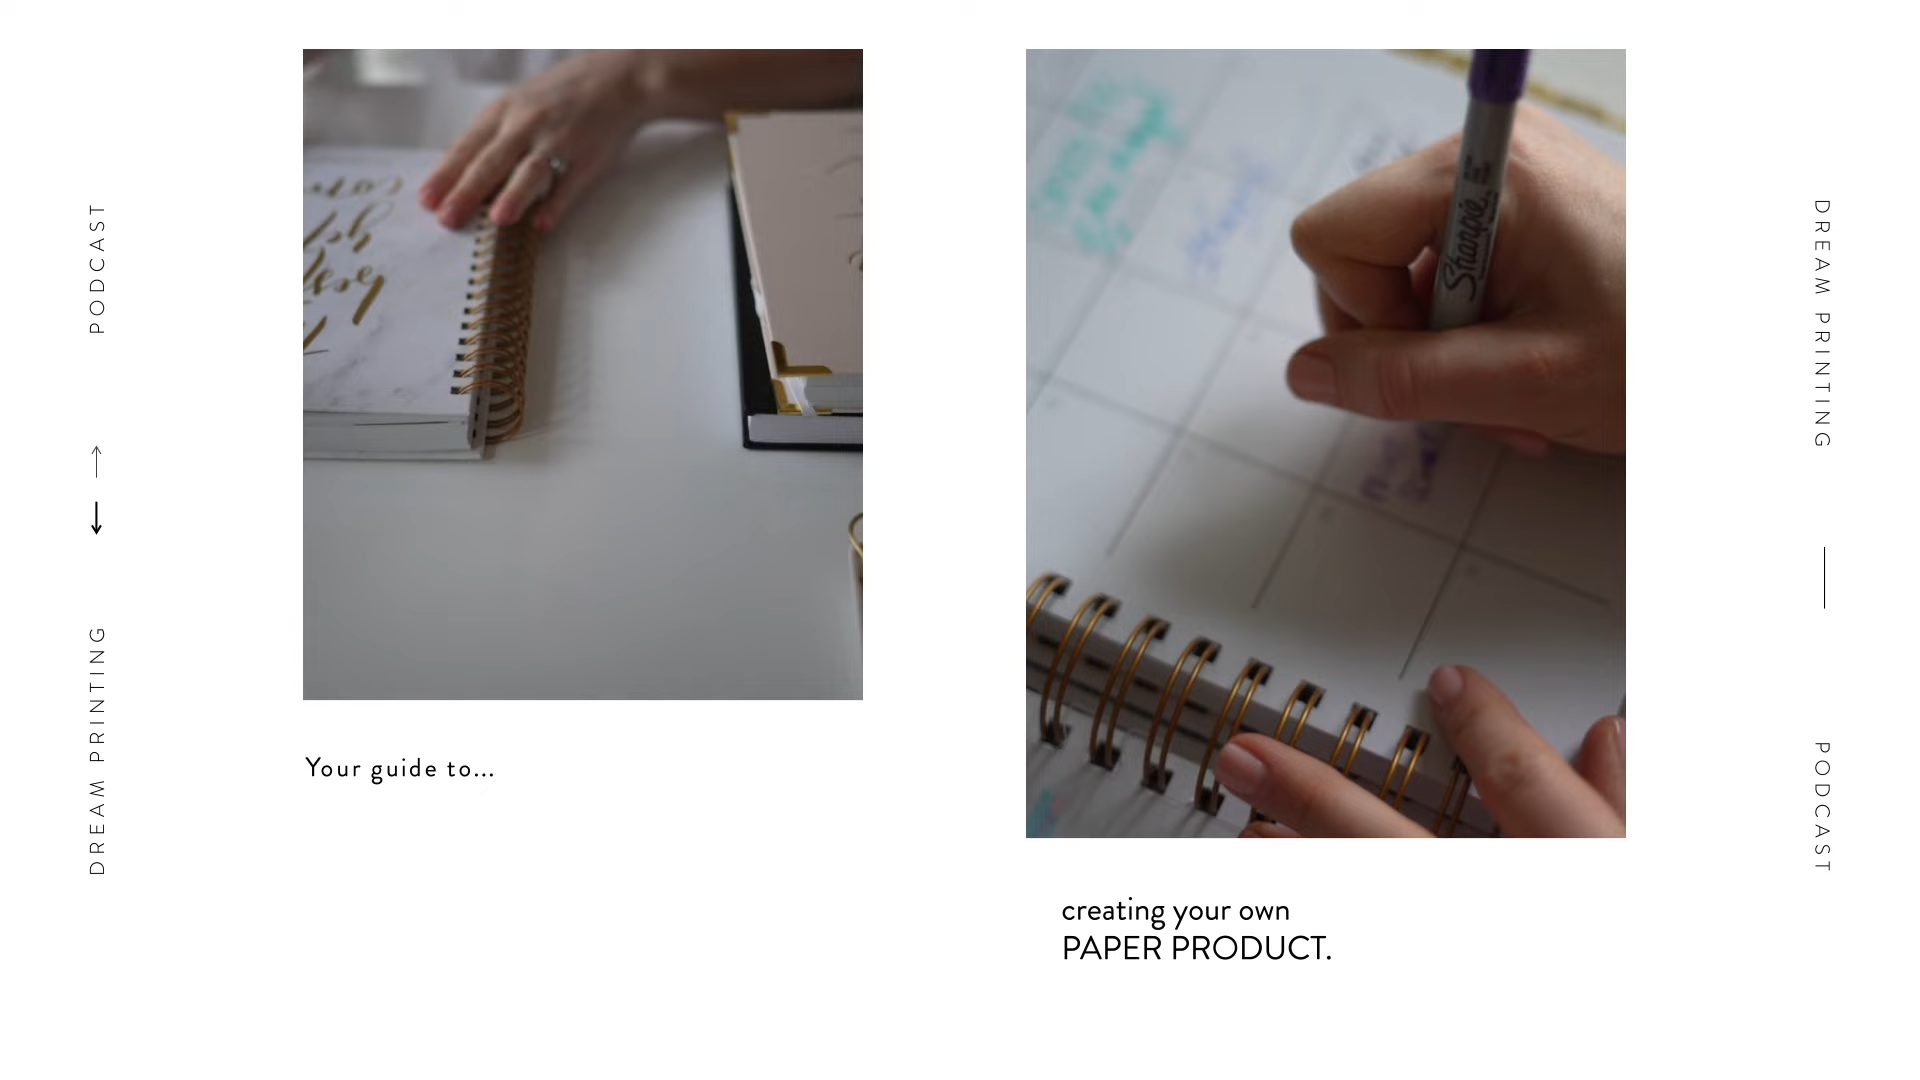 PODCAST
DREAM PRINTING
Your guide to...
Sharpie
creating your own
PAPER PRODUCT.
DREAM PRINTING
PODCAST